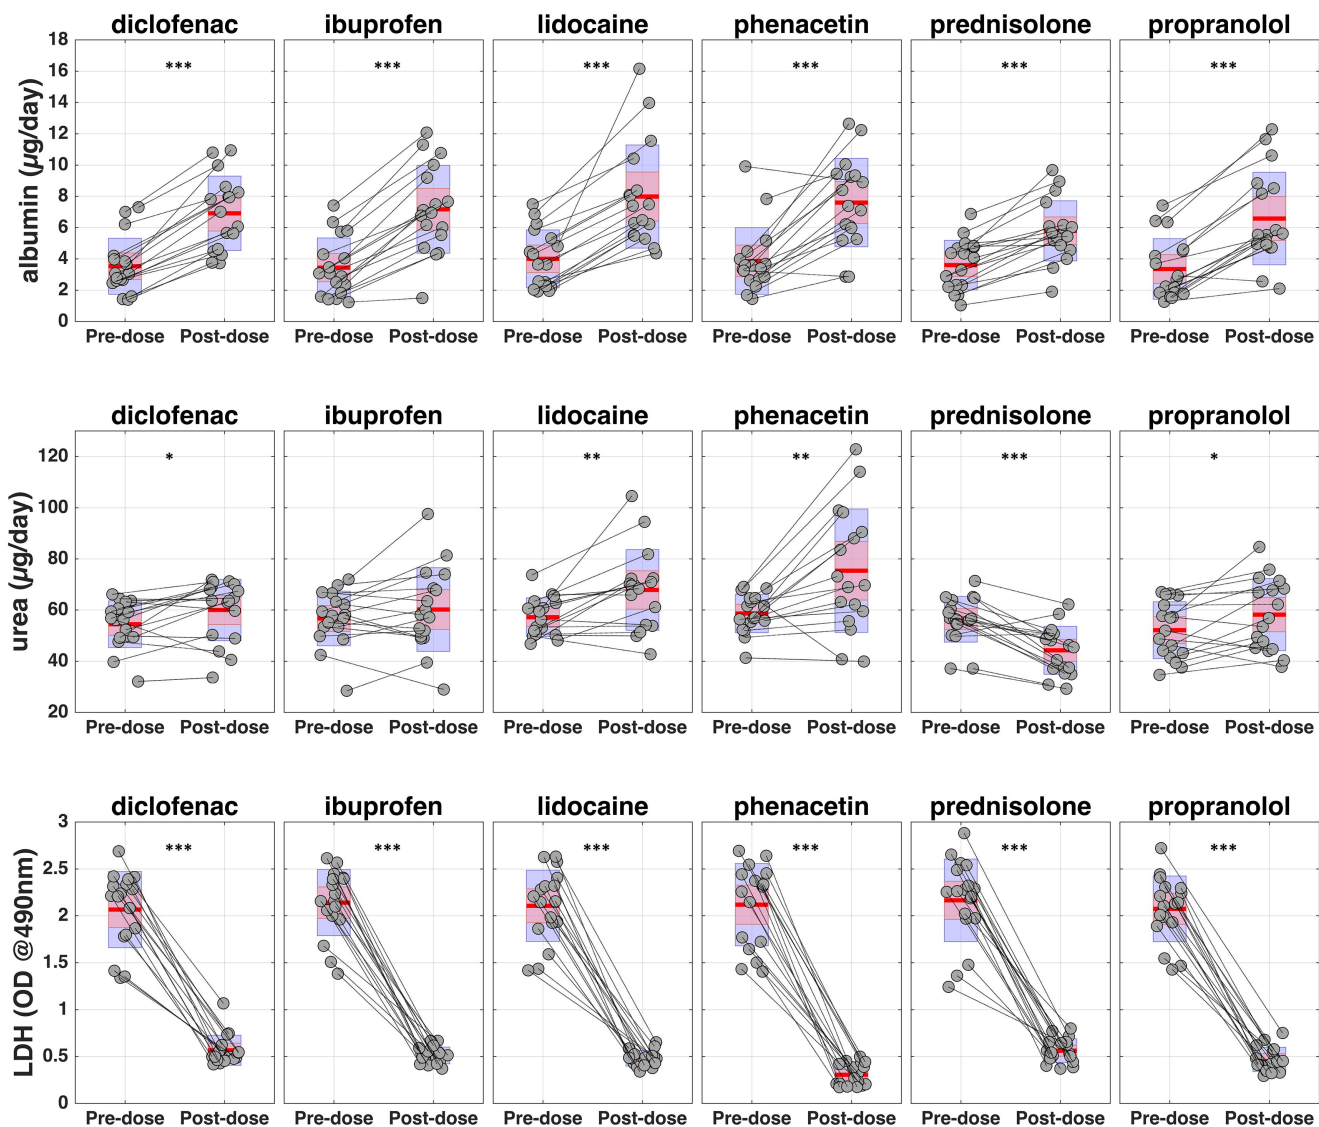 diclofenac ibuprofen lidocaine phenacetin prednisolone propranolol
albumin (µg/day)
18
16
14
12
10
8
6
4
2
0
*** *** *** *** *** ***
Pre-dose Post-dose Pre-dose Post-dose Pre-dose Post-dose Pre-dose Post-dose Pre-dose Post-dose Pre-dose Post-dose
diclofenac ibuprofen lidocaine phenacetin prednisolone propranolol
urea (µg/day)
120
100
80
60
40
20
* ** ** *** *
Pre-dose Post-dose Pre-dose Post-dose Pre-dose Post-dose Pre-dose Post-dose Pre-dose Post-dose Pre-dose Post-dose
diclofenac ibuprofen lidocaine phenacetin prednisolone propranolol
LDH (OD @490nm)
3
2.5
2
1.5
1
0.5
0
*** *** *** *** *** ***
Pre-dose Post-dose Pre-dose Post-dose Pre-dose Post-dose Pre-dose Post-dose Pre-dose Post-dose Pre-dose Post-dose